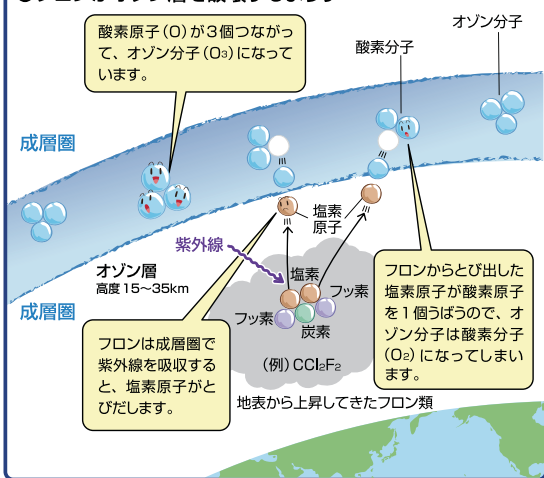 酸素原子（O）が3個つながっ
て、オゾン分子（O₃）になって
います。
オゾン分子
酸素分子
成層圏
塩素
原子
紫外線
オゾン層
高度15～35km
成層圏
塩素
フッ素
フッ素
炭素
（例）CCl₂F₂
地表から上昇してきたフロン類
フロンは成層圏で
紫外線を吸収する
と、塩素原子がと
びだします。
フロンからとび出した
塩素原子が酸素原子
を1個うばうので、オ
ゾン分子は酸素分子
（O₂）になってしまい
ます。